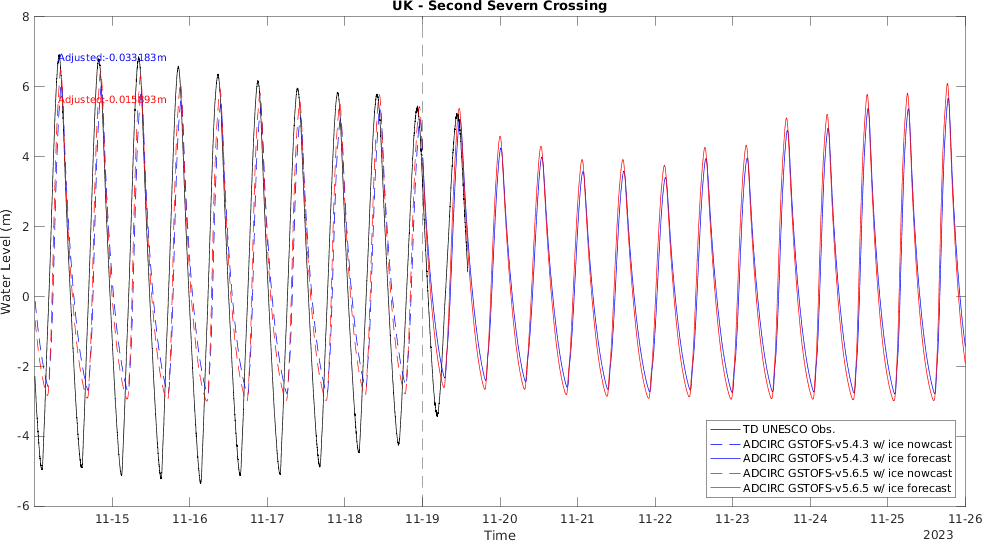 UK - Second Severn Crossing
8
6
4
2
0
-2
-4
-6
Water Level (m)
Adjusted:-0.033183m
11-15
11-16
11-17
11-18
11-19
11-20
11-21
11-22
11-23
11-24
11-25
11-26
Time
2023
TD UNESCO Obs.
ADCIRC GSTOFS-v5.4.3 w/ ice nowcast
ADCIRC GSTOFS-v5.4.3 w/ ice forecast
ADCIRC GSTOFS-v5.6.5 w/ ice nowcast
ADCIRC GSTOFS-v5.6.5 w/ ice forecast